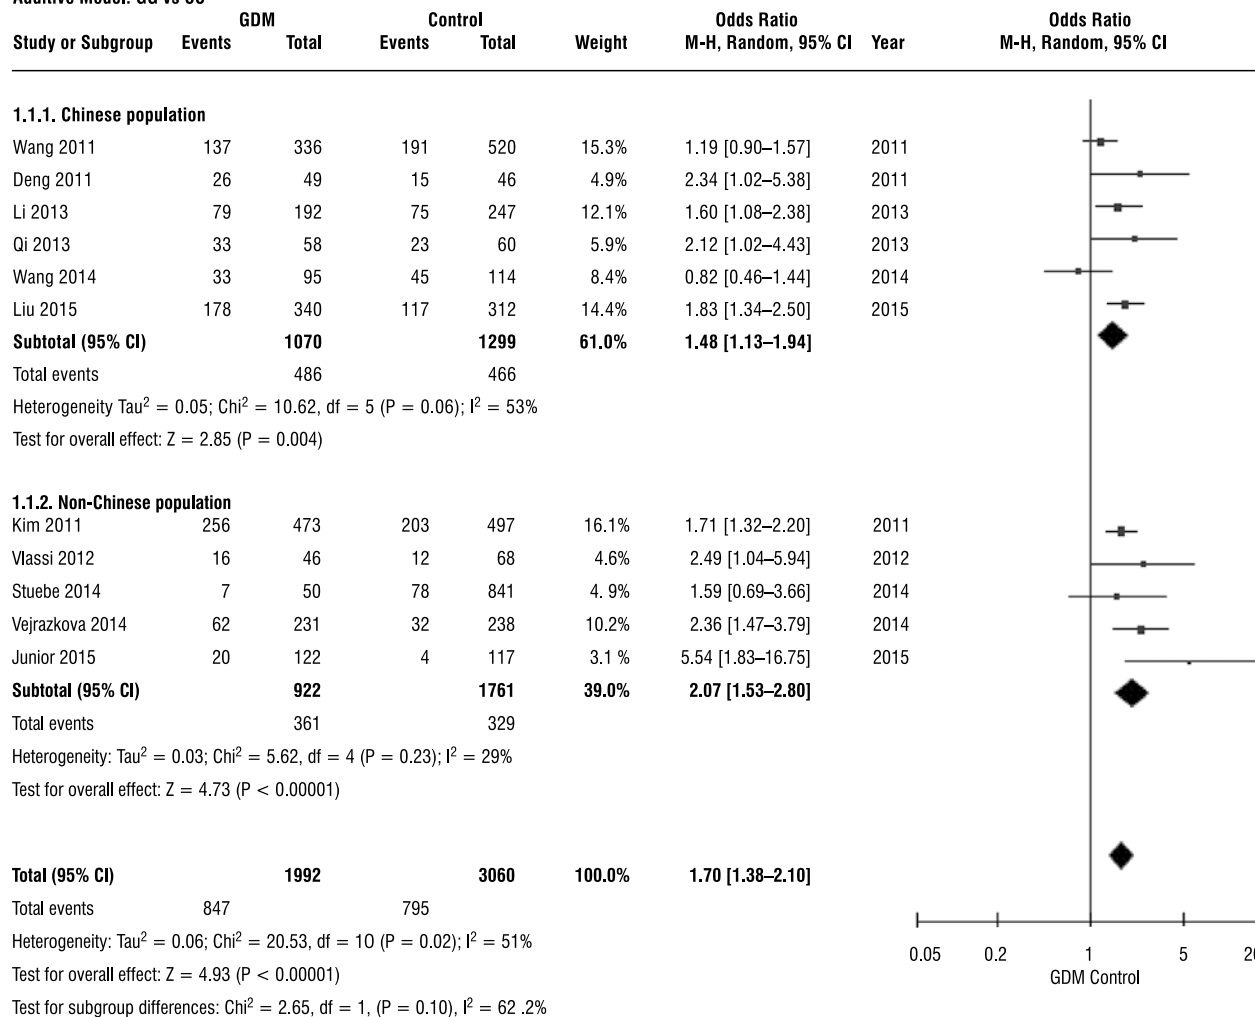 GDM Control Odds Ratio Odds Ratio
Study or Subgroup Events Total Events Total Weight M-H, Random, 95% CI Year M-H, Random, 95% CI
1.1.1. Chinese population
Wang 2011 137 336 191 520 15.3% 1.19 [0.90–1.57] 2011
Deng 2011 26 49 15 46 4.9% 2.34 [1.02–5.38] 2011
Li 2013 79 192 75 247 12.1% 1.60 [1.08–2.38] 2013
Qi 2013 33 58 23 60 5.9% 2.12 [1.02–4.43] 2013
Wang 2014 33 95 45 114 8.4% 0.82 [0.46–1.44] 2014
Liu 2015 178 340 117 312 14.4% 1.83 [1.34–2.50] 2015
Subtotal (95% CI) 1070 1299 61.0% 1.48 [1.13–1.94]
Total events 486 466
Heterogeneity Tau² = 0.05; Chi² = 10.62, df = 5 (P = 0.06); I² = 53%
Test for overall effect: Z = 2.85 (P = 0.004)
1.1.2. Non-Chinese population
Kim 2011 256 473 203 497 16.1% 1.71 [1.32–2.20] 2011
Vlassi 2012 16 46 12 68 4.6% 2.49 [1.04–5.94] 2012
Stuebe 2014 7 50 78 841 4. 9% 1.59 [0.69–3.66] 2014
Vejrazkova 2014 62 231 32 238 10.2% 2.36 [1.47–3.79] 2014
Junior 2015 20 122 4 117 3.1 % 5.54 [1.83–16.75] 2015
Subtotal (95% CI) 922 1761 39.0% 2.07 [1.53–2.80]
Total events 361 329
Heterogeneity: Tau² = 0.03; Chi² = 5.62, df = 4 (P = 0.23); I² = 29%
Test for overall effect: Z = 4.73 (P < 0.00001)
Total (95% CI) 1992 3060 100.0% 1.70 [1.38–2.10]
Total events 847 795
Heterogeneity: Tau² = 0.06; Chi² = 20.53, df = 10 (P = 0.02); I² = 51%
Test for overall effect: Z = 4.93 (P < 0.00001)
Test for subgroup differences: Chi² = 2.65, df = 1, (P = 0.10), I² = 62 .2%
0.05 0.2 1 5
GDM Control